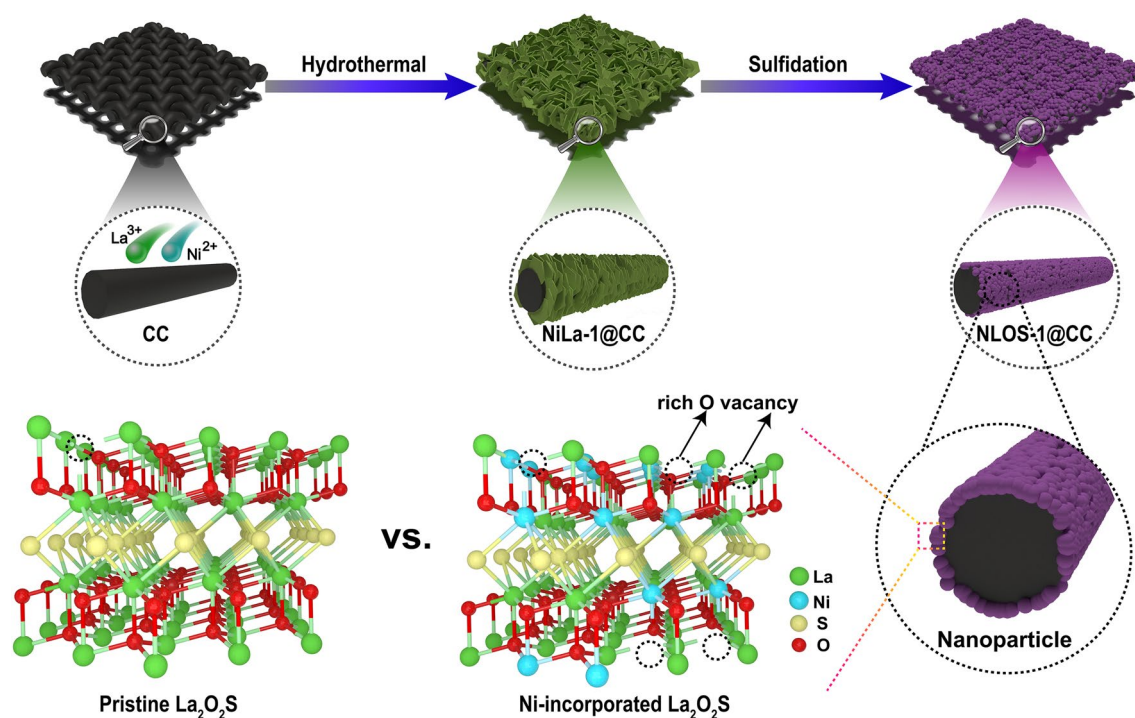 Hydrothermal
Sulfidation
La³⁺
Ni²⁺
CC
NiLa-1@CC
NLOS-1@CC
rich O vacancy
vs.
La
Ni
S
O
Nanoparticle
Pristine La₂O₂S
Ni-incorporated La₂O₂S